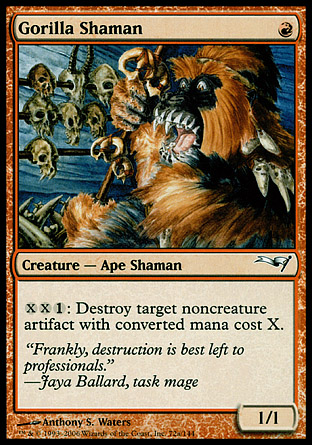 Gorilla Shaman
Creature — Ape Shaman
X X 1: Destroy target noncreature
artifact with converted mana cost X.
“Frankly, destruction is best left to
professionals.”
—Jaya Ballard, task mage
Anthony S. Waters
1/1